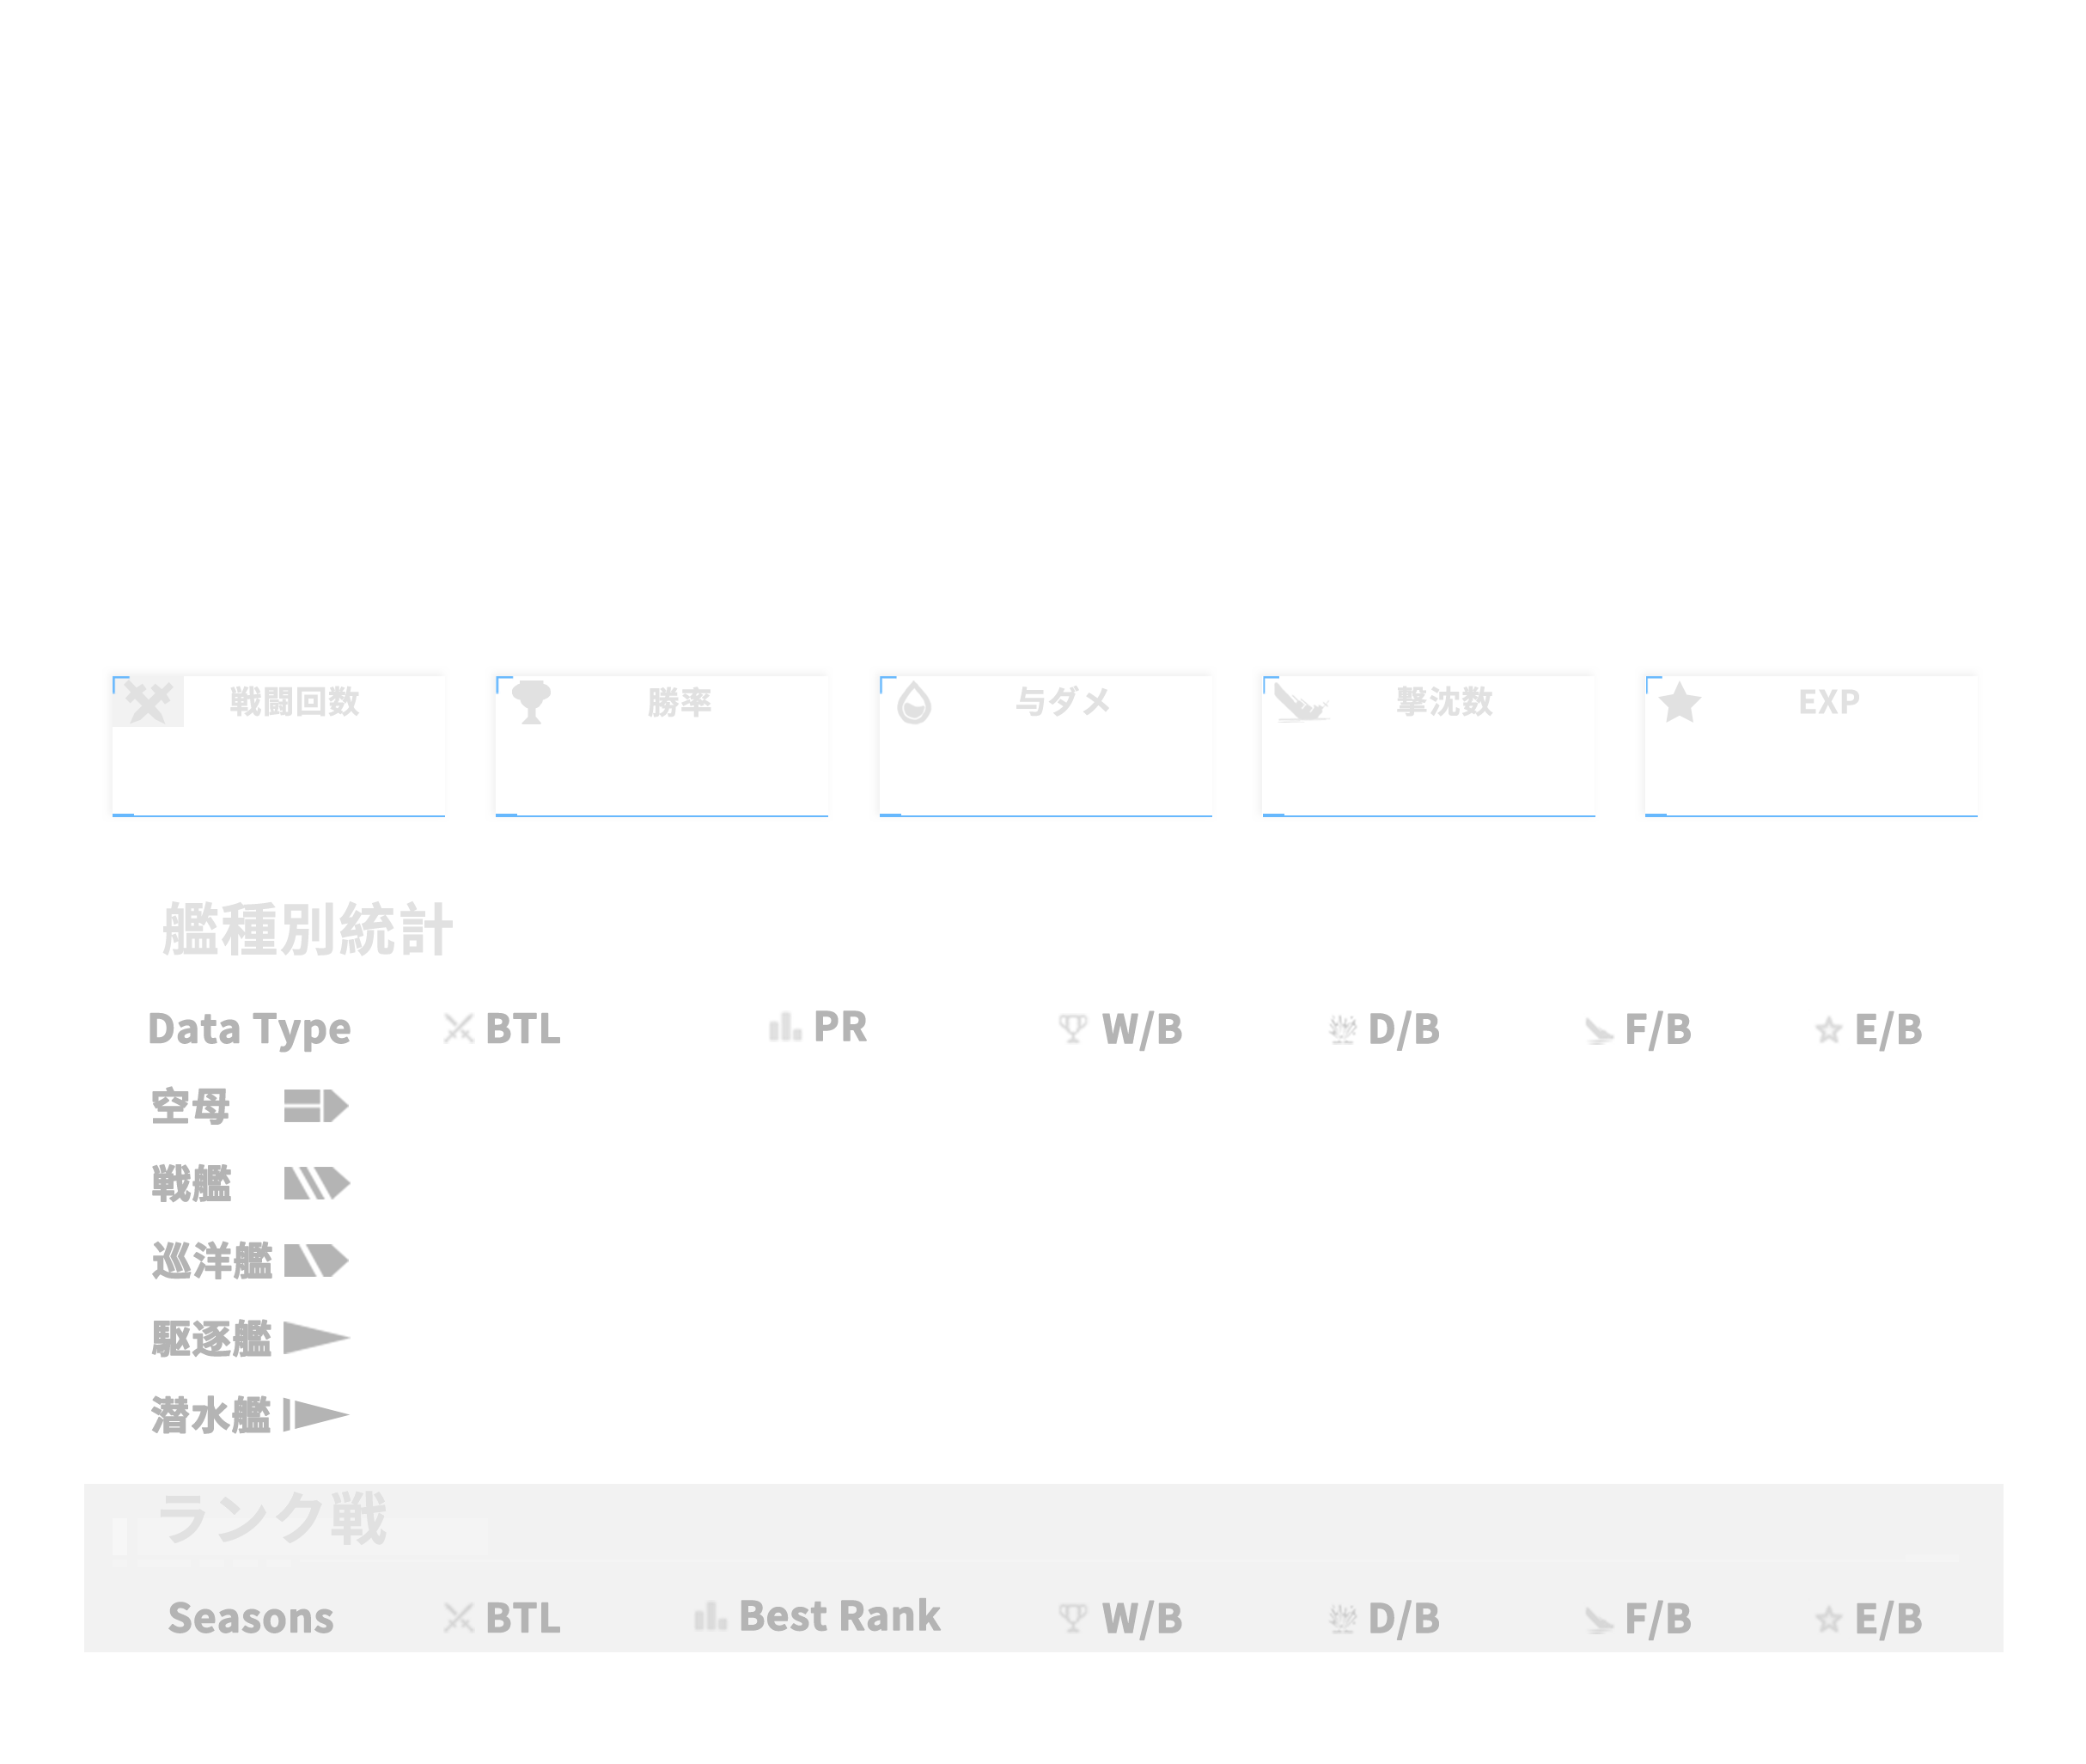 戦闘回数 勝率 与ダメ 撃沈数 EXP
艦種別統計
Data Type BTL PR W/B D/B F/B E/B
空母
戦艦
巡洋艦
駆逐艦
潜水艦
ランク戦
Seasons BTL Best Rank W/B D/B F/B E/B